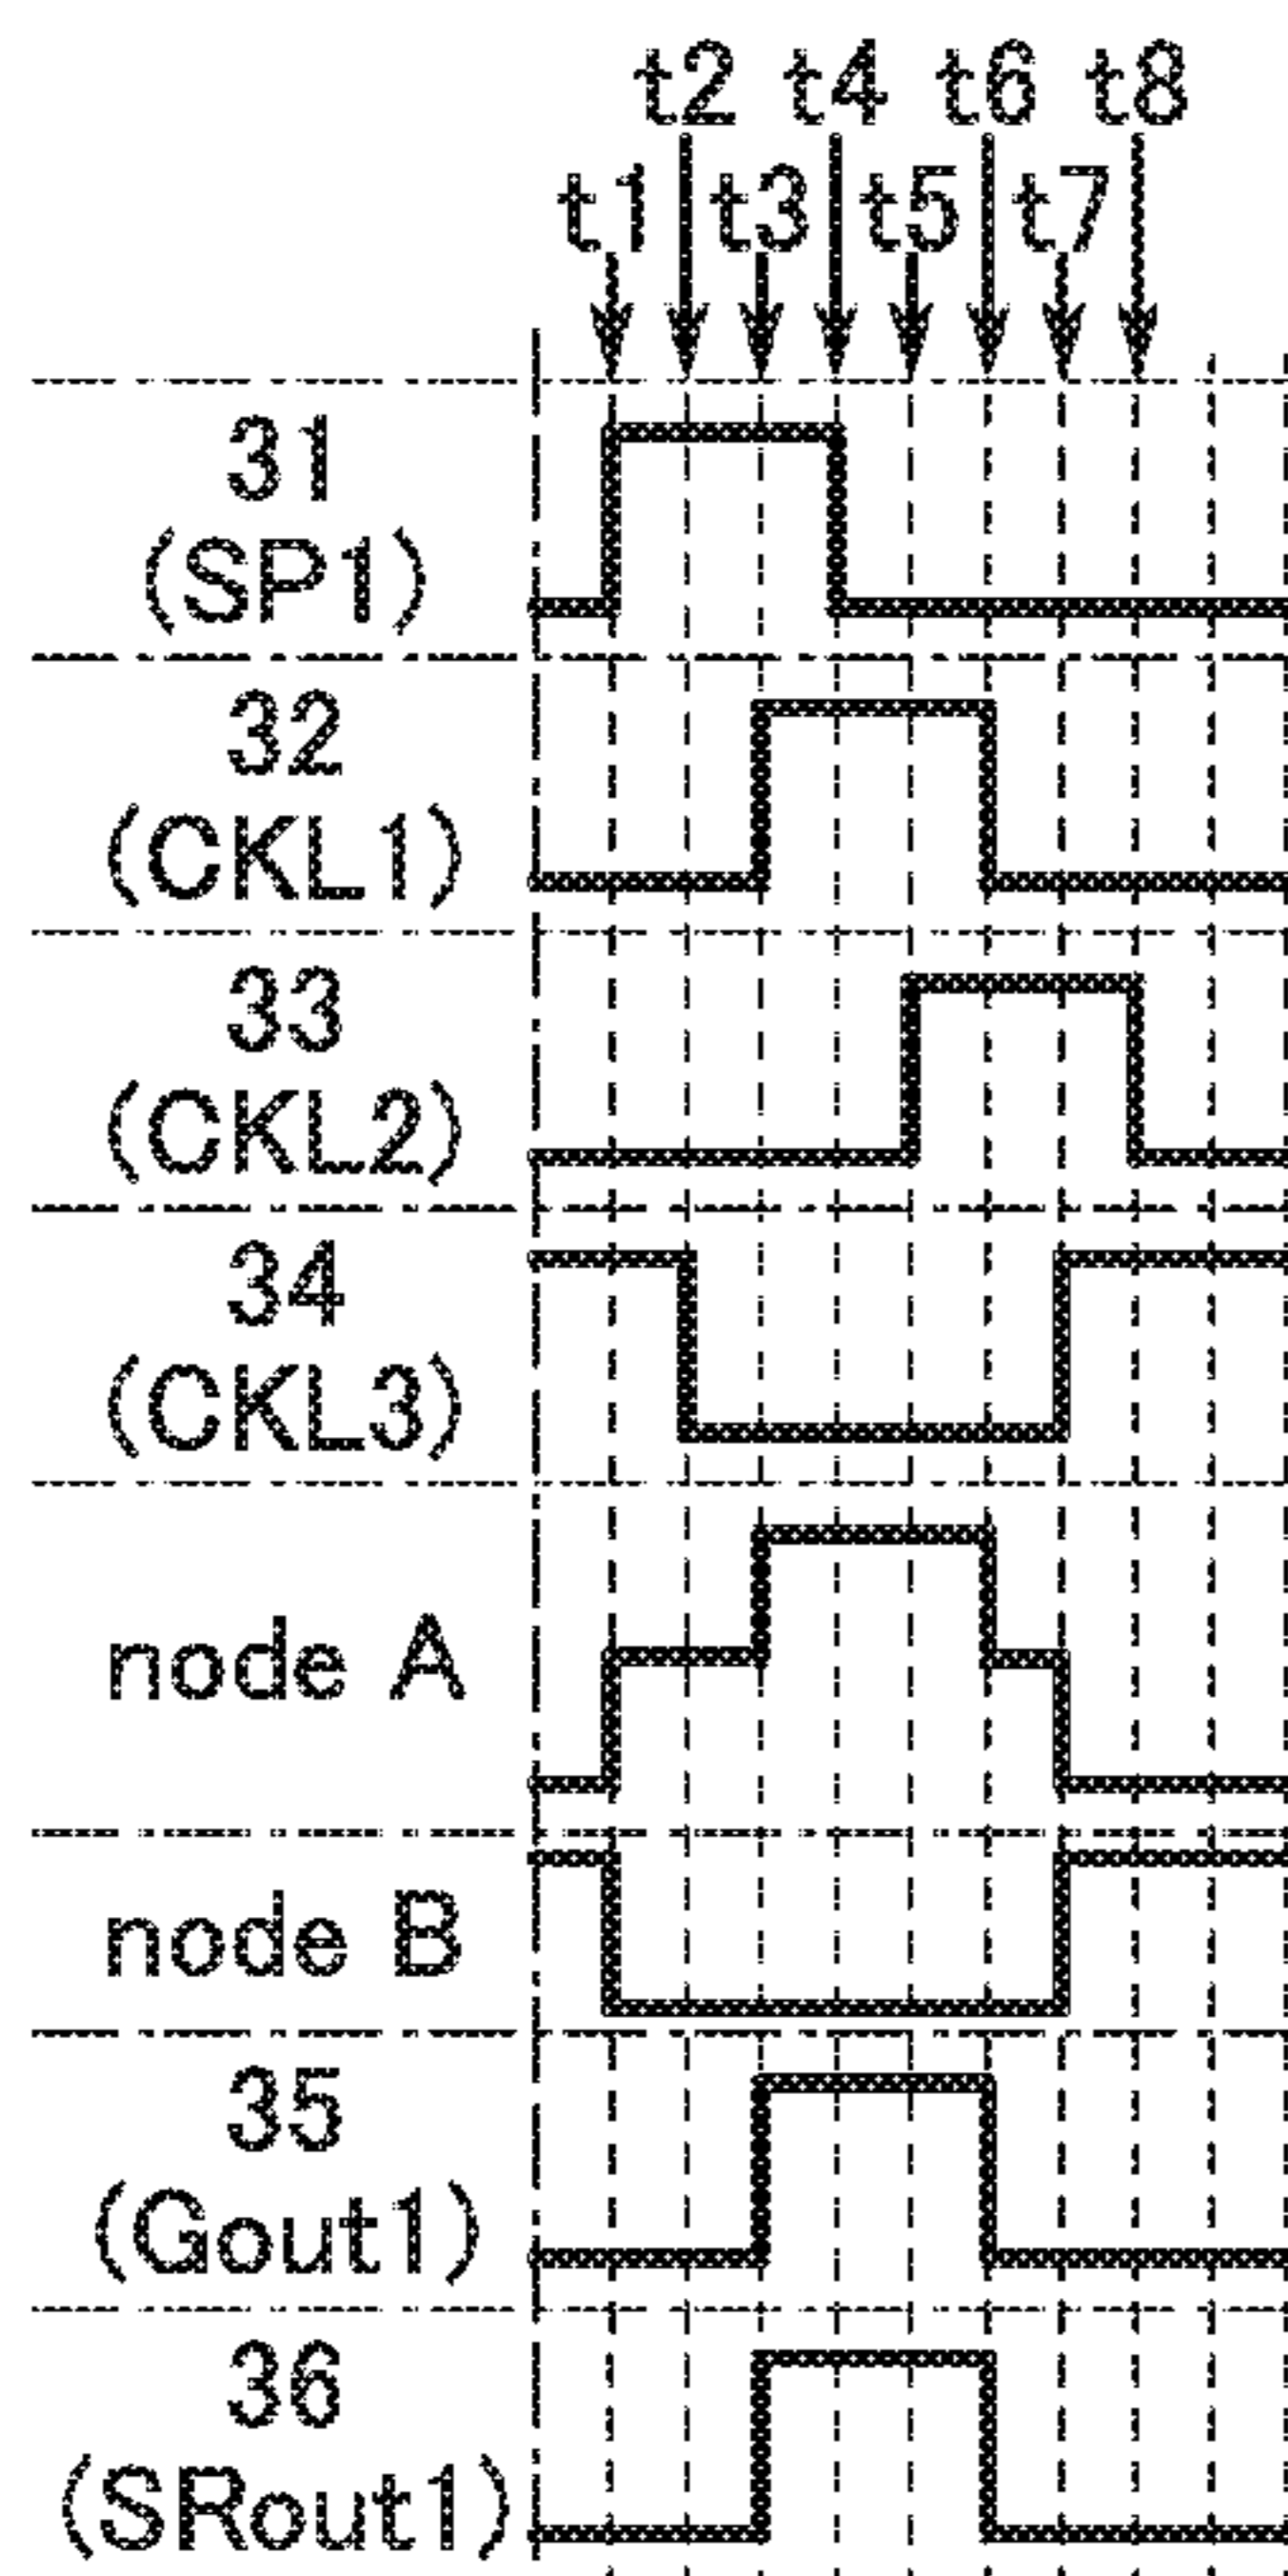 t2 t4 t6 t8
t1 t3 t5 t7
31
(SP1)
32
(CKL1)
33
(CKL2)
34
(CKL3)
node A
node B
35
(Gout1)
36
(SRout1)